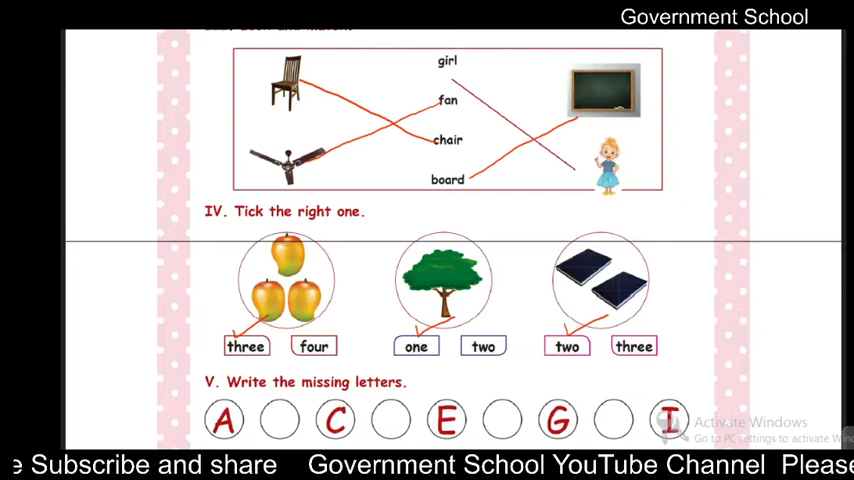 Government School
girl
fan
chair
board
IV. Tick the right one.
three four one two two three
V. Write the missing letters.
A C E G I
Activate Windows
Go to PC settings to activate Win
e Subscribe and share Government School YouTube Channel Please